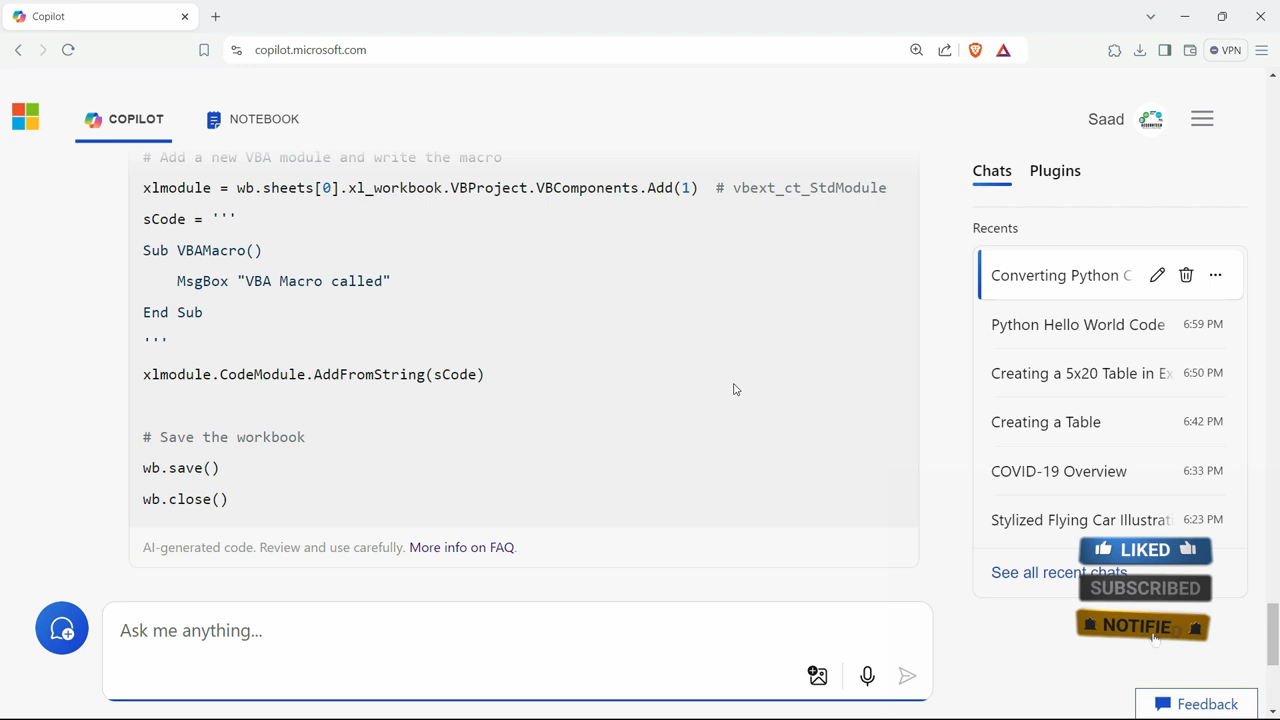 Copilot
copilot.microsoft.com
VPN
COPILOT
NOTEBOOK
Saad
# Add a new VBA module and write the macro
xlmodule = wb.sheets[0].xl_workbook.VBProject.VBComponents.Add(1)  # vbext_ct_StdModule
sCode = '''
Sub VBAMacro()
MsgBox "VBA Macro called"
End Sub
'''
xlmodule.CodeModule.AddFromString(sCode)
# Save the workbook
wb.save()
wb.close()
AI-generated code. Review and use carefully. More info on FAQ.
Ask me anything...
Chats
Plugins
Recents
Converting Python C
Python Hello World Code 6:59 PM
Creating a 5x20 Table in Ex 6:50 PM
Creating a Table 6:42 PM
COVID-19 Overview 6:33 PM
Stylized Flying Car Illustrati 6:23 PM
See all recent chats
LIKED
SUBSCRIBED
NOTIFIED
Feedback